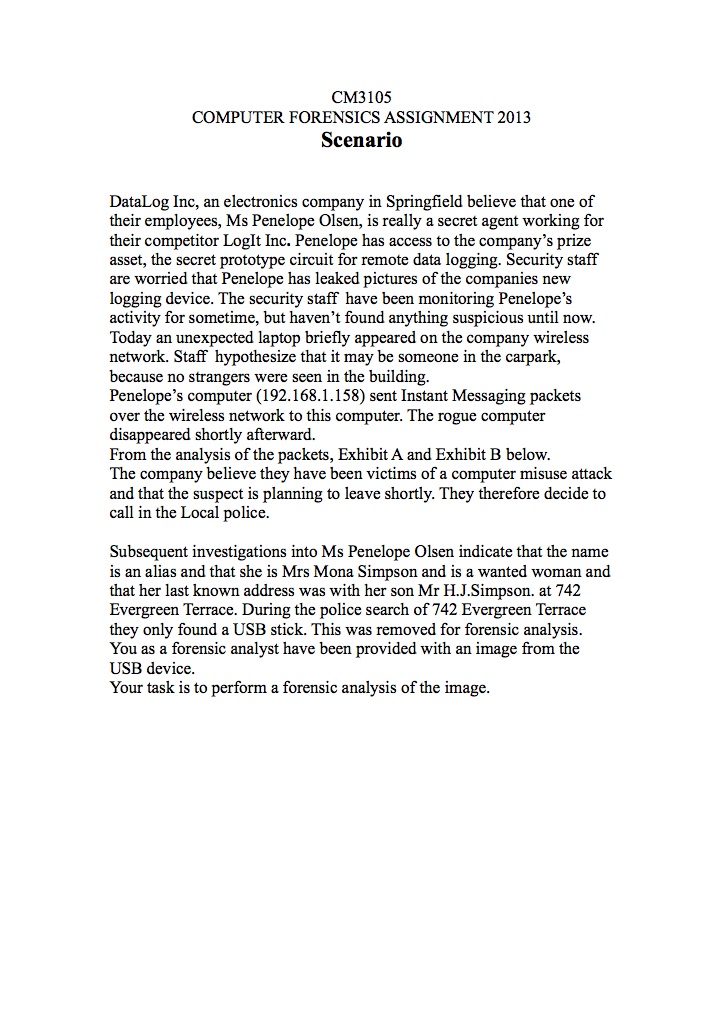 CM3105
COMPUTER FORENSICS ASSIGNMENT 2013
Scenario
DataLog Inc, an electronics company in Springfield believe that one of
their employees, Ms Penelope Olsen, is really a secret agent working for
their competitor LogIt Inc. Penelope has access to the company’s prize
asset, the secret prototype circuit for remote data logging. Security staff
are worried that Penelope has leaked pictures of the companies new
logging device. The security staff have been monitoring Penelope’s
activity for sometime, but haven’t found anything suspicious until now.
Today an unexpected laptop briefly appeared on the company wireless
network. Staff hypothesize that it may be someone in the carpark,
because no strangers were seen in the building.
Penelope’s computer (192.168.1.158) sent Instant Messaging packets
over the wireless network to this computer. The rogue computer
disappeared shortly afterward.
From the analysis of the packets, Exhibit A and Exhibit B below.
The company believe they have been victims of a computer misuse attack
and that the suspect is planning to leave shortly. They therefore decide to
call in the Local police.
Subsequent investigations into Ms Penelope Olsen indicate that the name
is an alias and that she is Mrs Mona Simpson and is a wanted woman and
that her last known address was with her son Mr H.J.Simpson. at 742
Evergreen Terrace. During the police search of 742 Evergreen Terrace
they only found a USB stick. This was removed for forensic analysis.
You as a forensic analyst have been provided with an image from the
USB device.
Your task is to perform a forensic analysis of the image.